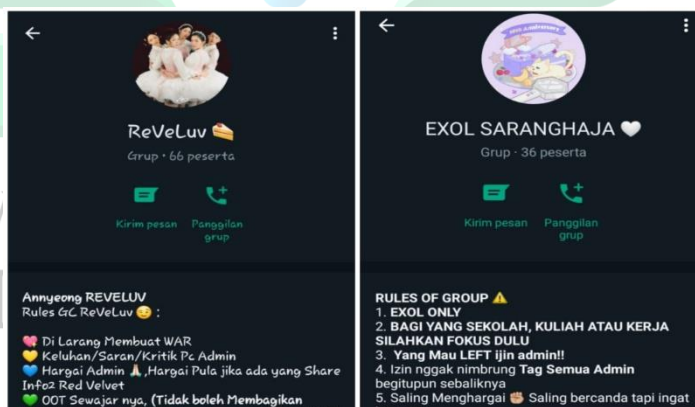 ReVeLuv 🍰
Grup · 66 peserta
Kirim pesan
Panggilan
grup
Annyeong REVELUV
Rules GC ReVeLuv 😏 :
💘 Di Larang Membuat WAR
💛 Keluhan/Saran/Kritik Pc Admin
💙 Hargai Admin 🙏🏻,Hargai Pula jika ada yang Share
Info2 Red Velvet
💚 OOT Sewajar nya, (Tidak boleh Membagikan
EXOL SARANGHAJA 🤍
Grup · 36 peserta
Kirim pesan
Panggilan
grup
RULES OF GROUP ⚠️
1. EXOL ONLY
2. BAGI YANG SEKOLAH, KULIAH ATAU KERJA
SILAHKAN FOKUS DULU
3. Yang Mau LEFT ijin admin!!
4. Izin nggak nimbrung Tag Semua Admin
begitupun sebaliknya
5. Saling Menghargai ✊🏽 Saling bercanda tapi ingat